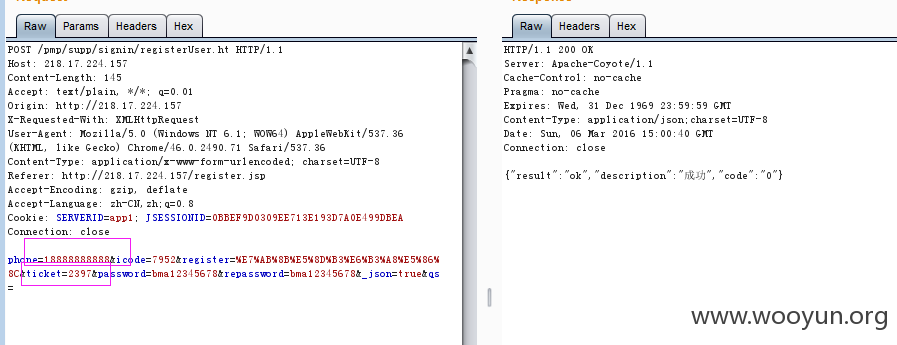 Raw Params Headers Hex
POST /pmp/supp/signin/registerUser.ht HTTP/1.1
Host: 218.17.224.157
Content-Length: 145
Accept: text/plain, */*; q=0.01
Origin: http://218.17.224.157
X-Requested-With: XMLHttpRequest
User-Agent: Mozilla/5.0 (Windows NT 6.1; WOW64) AppleWebKit/537.36
(KHTML, like Gecko) Chrome/46.0.2490.71 Safari/537.36
Content-Type: application/x-www-form-urlencoded; charset=UTF-8
Referer: http://218.17.224.157/register.jsp
Accept-Encoding: gzip, deflate
Accept-Language: zh-CN,zh;q=0.8
Cookie: SERVERID=app1; JSESSIONID=0BBEF9D0309EE713E193D7A0E499DBEA
Connection: close
phone=18888888888&icode=7952&register=%E7%AB%8B%E5%8D%B3%E6%B3%A8%E5%86%
8C&ticket=2397&password=bma12345678&repassword=bma12345678&_json=true&qs
=
Raw Headers Hex
HTTP/1.1 200 OK
Server: Apache-Coyote/1.1
Cache-Control: no-cache
Pragma: no-cache
Expires: Wed, 31 Dec 1969 23:59:59 GMT
Content-Type: application/json;charset=UTF-8
Date: Sun, 06 Mar 2016 15:00:40 GMT
Connection: close
{"result":"ok","description":"成功","code":"0"}
www.wooyun.org